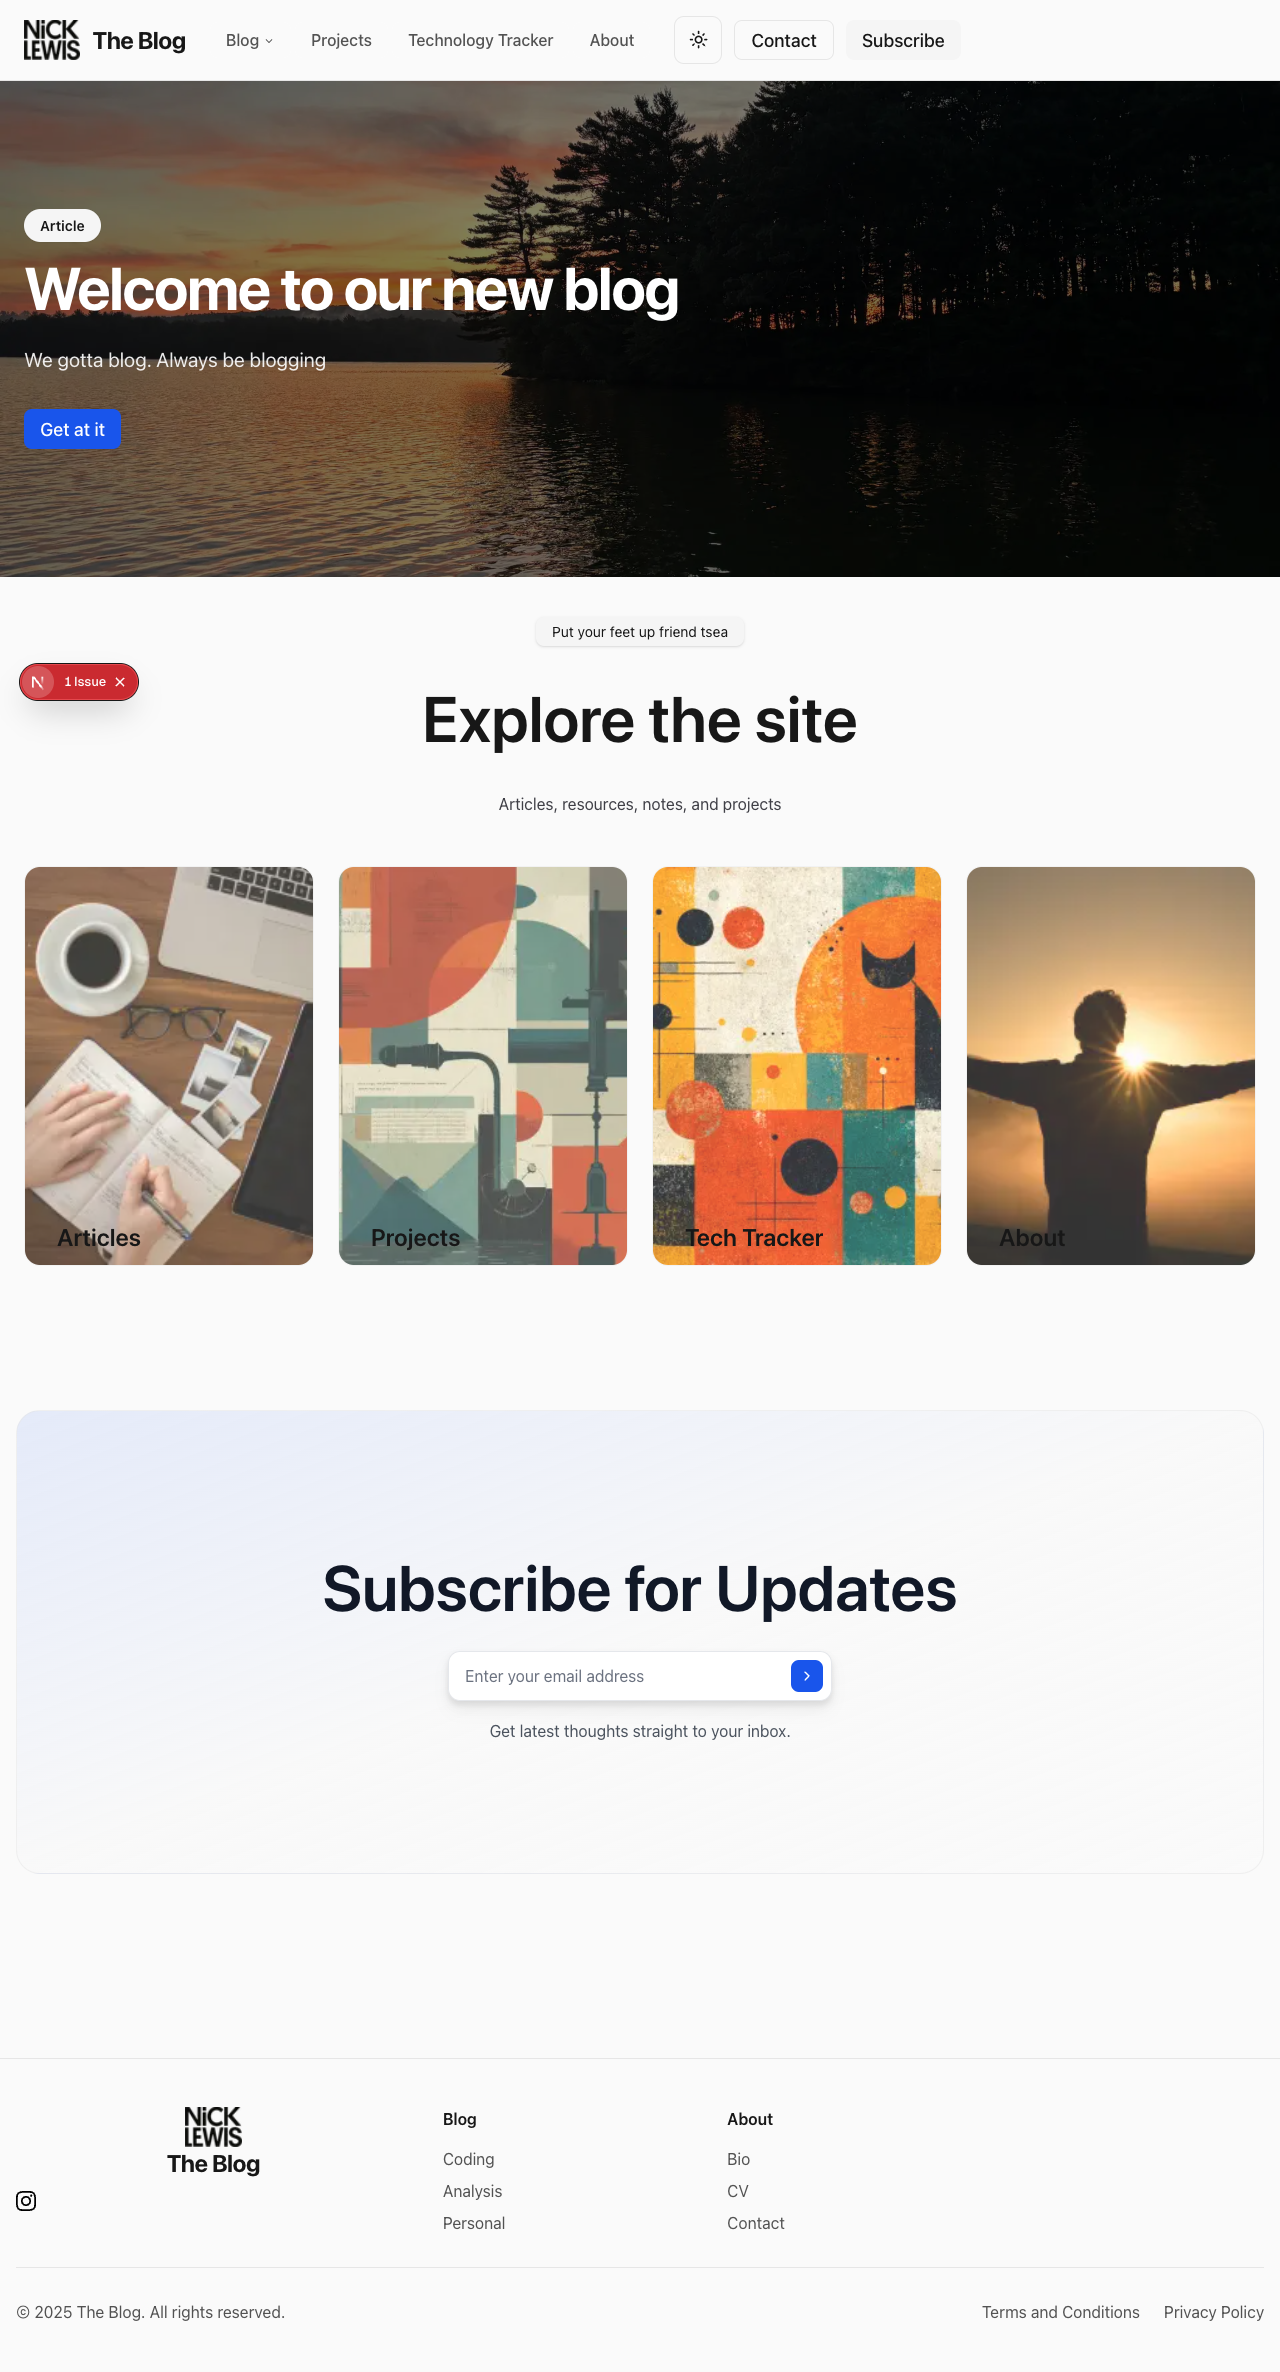 NiCK
LEWIS
The Blog
Blog
Projects
Technology Tracker
About
Contact
Subscribe
Article
Welcome to our new blog
We gotta blog. Always be blogging
Get at it
Put your feet up friend tsea
1 Issue
Explore the site
Articles, resources, notes, and projects
Articles
Projects
Tech Tracker
About
Subscribe for Updates
Enter your email address
Get latest thoughts straight to your inbox.
NiCK
LEWIS
The Blog
Blog
Coding
Analysis
Personal
About
Bio
CV
Contact
© 2025 The Blog. All rights reserved.
Terms and Conditions
Privacy Policy